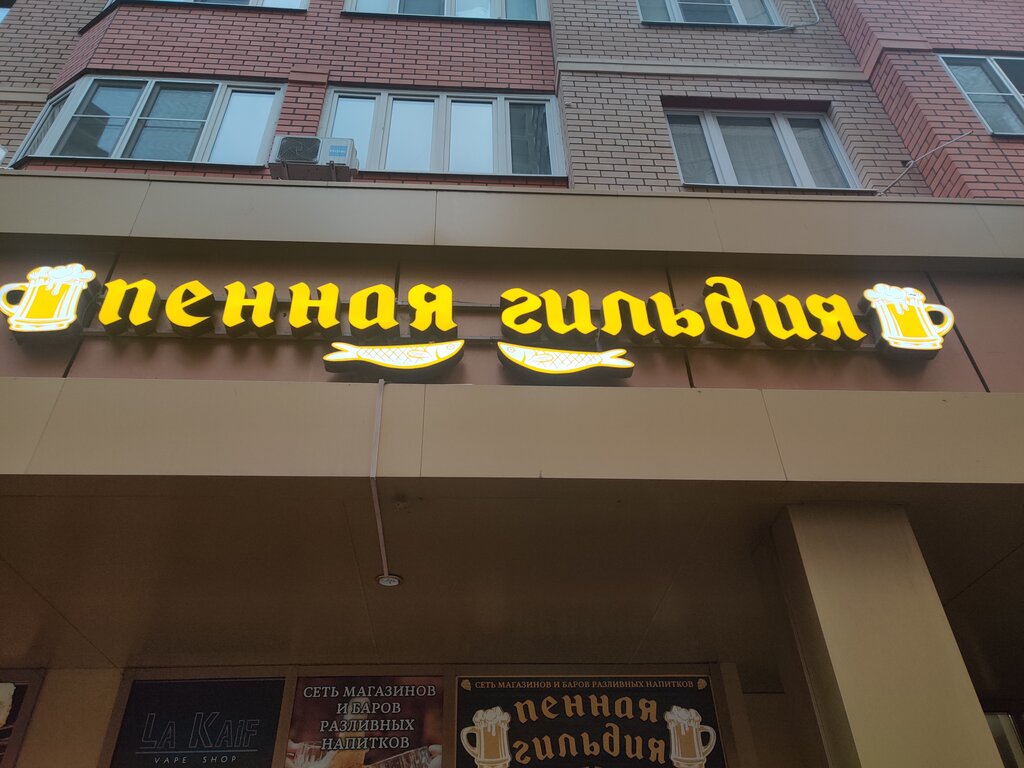 пенная гильдия
LA KAIF
VAPE SHOP
СЕТЬ МАГАЗИНОВ
И БАРОВ
РАЗЛИВНЫХ
НАПИТКОВ
СЕТЬ МАГАЗИНОВ И БАРОВ РАЗЛИВНЫХ НАПИТКОВ
пенная
гильдия